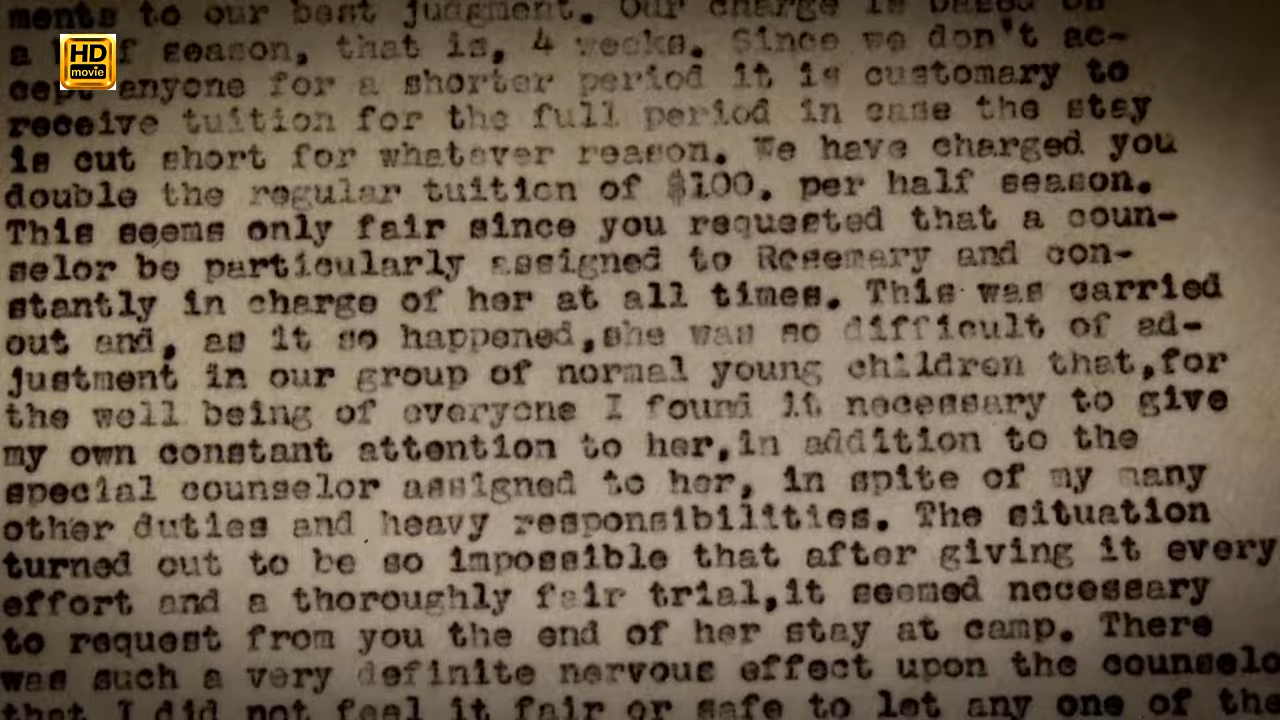 HD
movie
ments to our best judgment. Our charge is based on
a half season, that is, 4 weeks. Since we don't ac-
cept anyone for a shorter period it is customary to
receive tuition for the full period in case the stay
is cut short for whatever reason. We have charged you
double the regular tuition of $100. per half season.
This seems only fair since you requested that a coun-
selor be particularly assigned to Rosemary and con-
stantly in charge of her at all times. This was carried
out and, as it so happened,she was so difficult of ad-
justment in our group of normal young children that,for
the well being of everyone I found it necessary to give
my own constant attention to her,in addition to the
special counselor assigned to her, in spite of my many
other duties and heavy responsibilities. The situation
turned out to be so impossible that after giving it every
effort and a thoroughly fair trial,it seemed necessary
to request from you the end of her stay at camp. There
was such a very definite nervous effect upon the counselo
that I did not feel it fair or safe to let any one of the